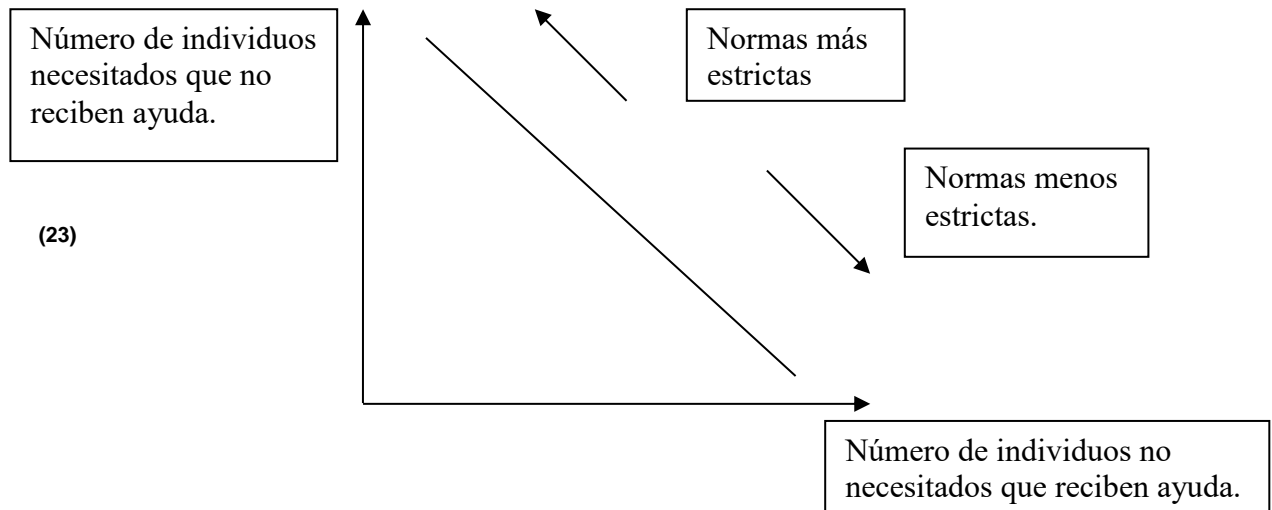 Número de individuos
necesitados que no
reciben ayuda.
Normas más
estrictas
Normas menos
estrictas.
(23)
Número de individuos no
necesitados que reciben ayuda.